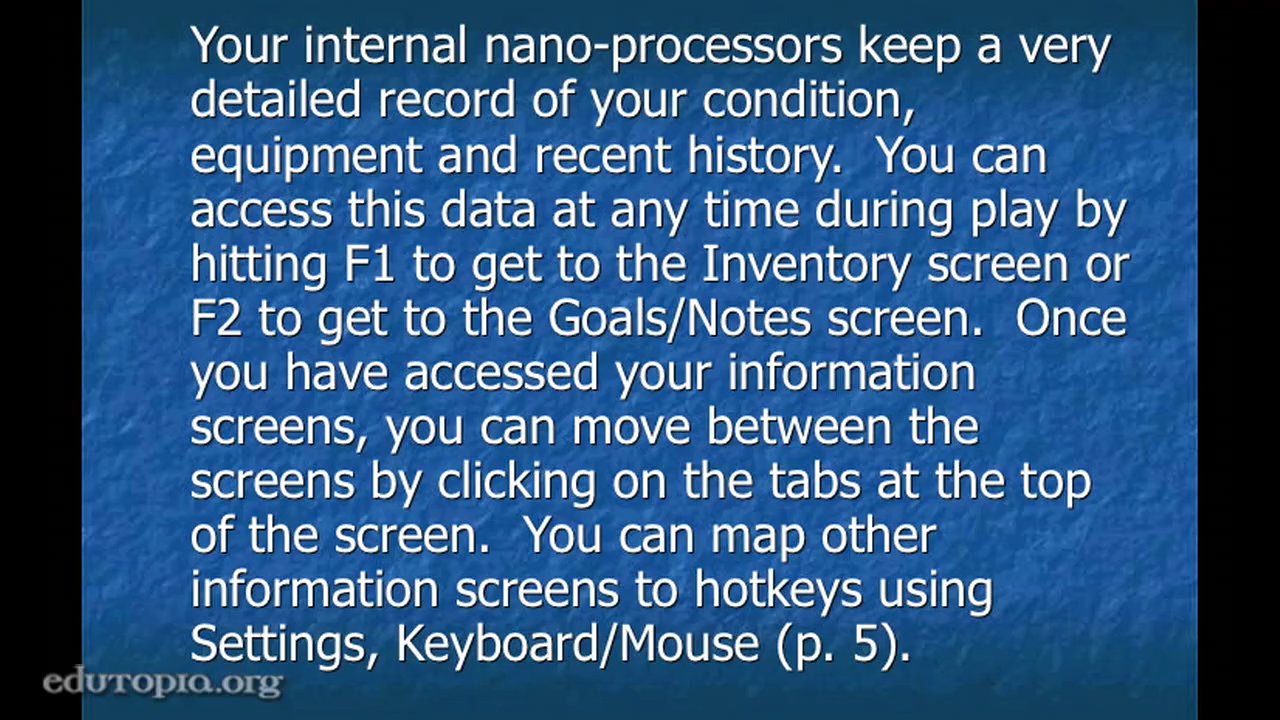 Your internal nano-processors keep a very
detailed record of your condition,
equipment and recent history.  You can
access this data at any time during play by
hitting F1 to get to the Inventory screen or
F2 to get to the Goals/Notes screen.  Once
you have accessed your information
screens, you can move between the
screens by clicking on the tabs at the top
of the screen.  You can map other
information screens to hotkeys using
Settings, Keyboard/Mouse (p. 5).
edutopia.org